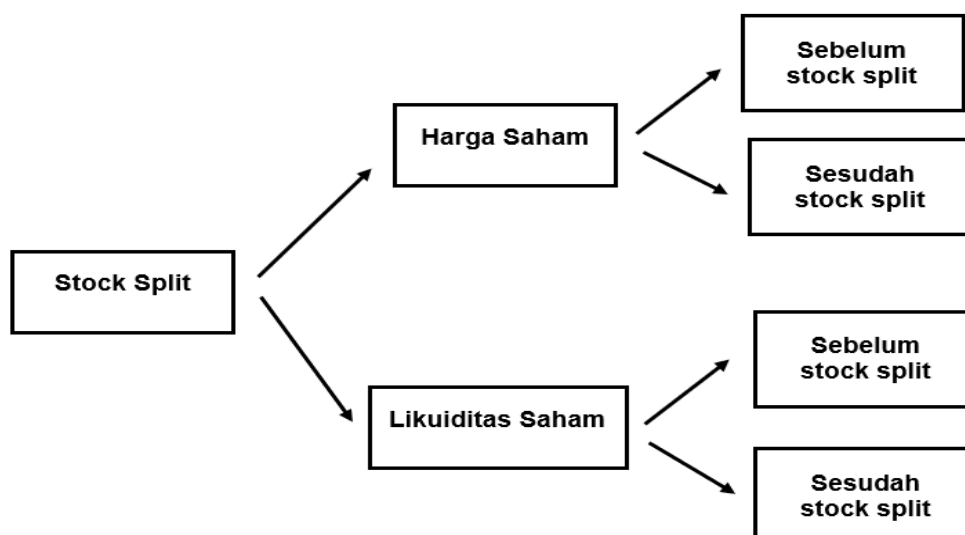 Sebelum
stock split
Harga Saham
Sesudah
stock split
Stock Split
Sebelum
stock split
Likuiditas Saham
Sesudah
stock split